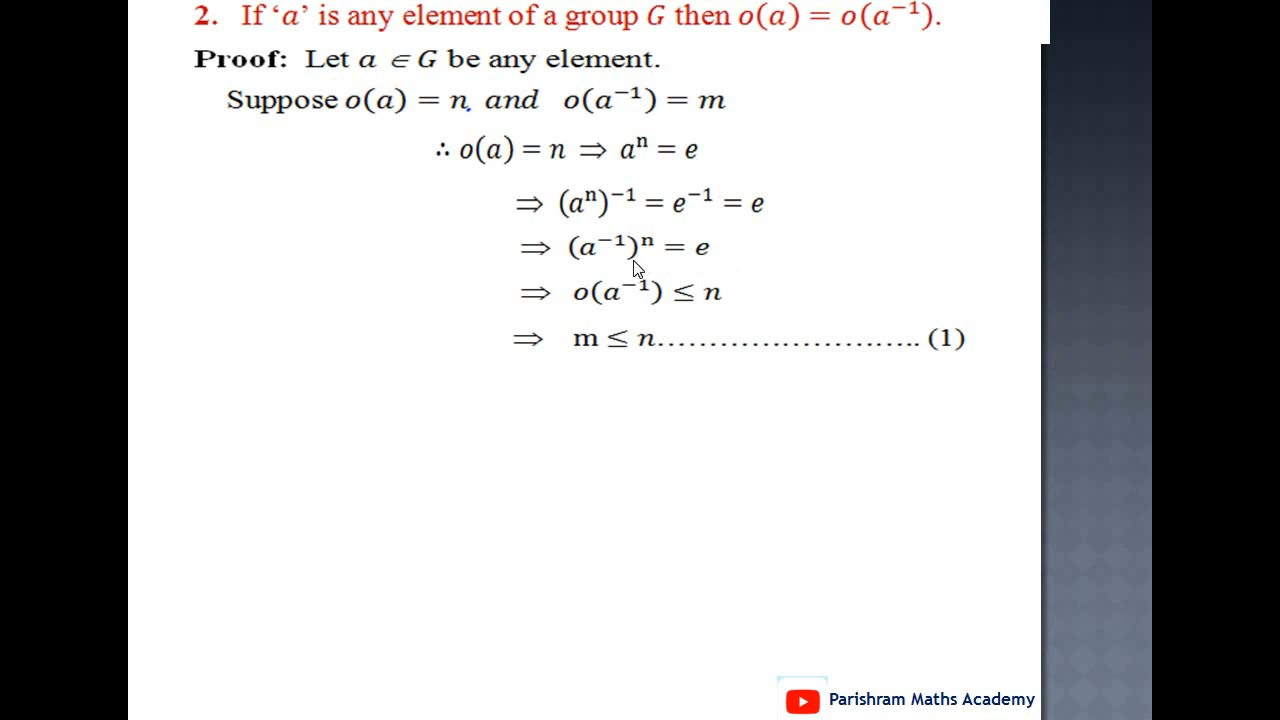 2. If ‘a’ is any element of a group G then o(a) = o(a⁻¹).
Proof: Let a ∈ G be any element.
Suppose o(a) = n, and o(a⁻¹) = m
∴ o(a) = n ⇒ aⁿ = e
⇒ (aⁿ)⁻¹ = e⁻¹ = e
⇒ (a⁻¹)ⁿ = e
⇒ o(a⁻¹) ≤ n
⇒ m ≤ n………………………. (1)
Parishram Maths Academy